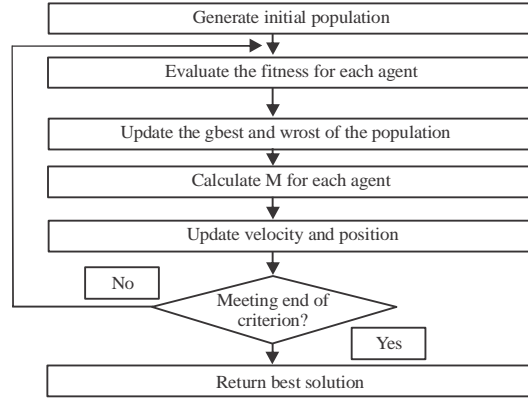 Generate initial population
Evaluate the fitness for each agent
Update the gbest and wrost of the population
Calculate M for each agent
Update velocity and position
No
Meeting end of
criterion?
Yes
Return best solution